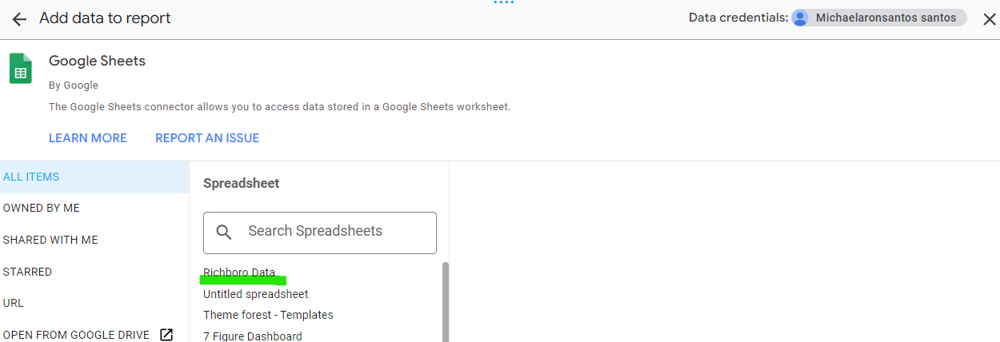 Add data to report
Data credentials: Michaelaronsantos santos
Google Sheets
By Google
The Google Sheets connector allows you to access data stored in a Google Sheets worksheet.
LEARN MORE REPORT AN ISSUE
ALL ITEMS
OWNED BY ME
SHARED WITH ME
STARRED
URL
OPEN FROM GOOGLE DRIVE
Spreadsheet
Search Spreadsheets
Richboro Data
Untitled spreadsheet
Theme forest - Templates
7 Figure Dashboard